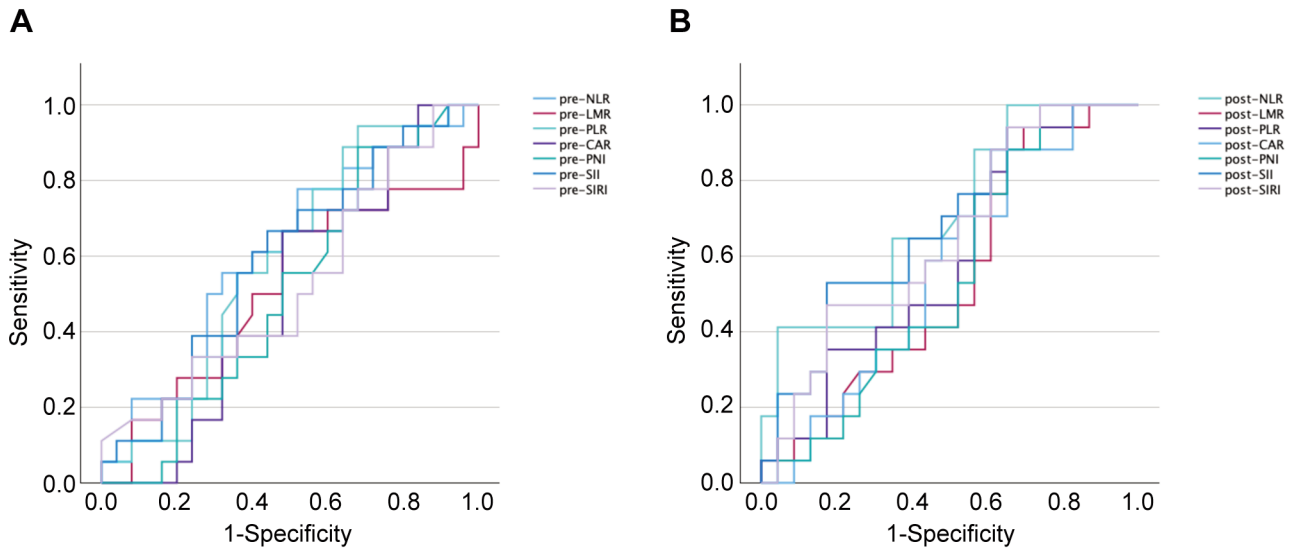 A
Sensitivity
1.0
0.8
0.6
0.4
0.2
0.0
0.0 0.2 0.4 0.6 0.8 1.0
1-Specificity
pre-NLR
pre-LMR
pre-PLR
pre-CAR
pre-PNI
pre-SII
pre-SIRI
B
Sensitivity
1.0
0.8
0.6
0.4
0.2
0.0
0.0 0.2 0.4 0.6 0.8 1.0
1-Specificity
post-NLR
post-LMR
post-PLR
post-CAR
post-PNI
post-SII
post-SIRI